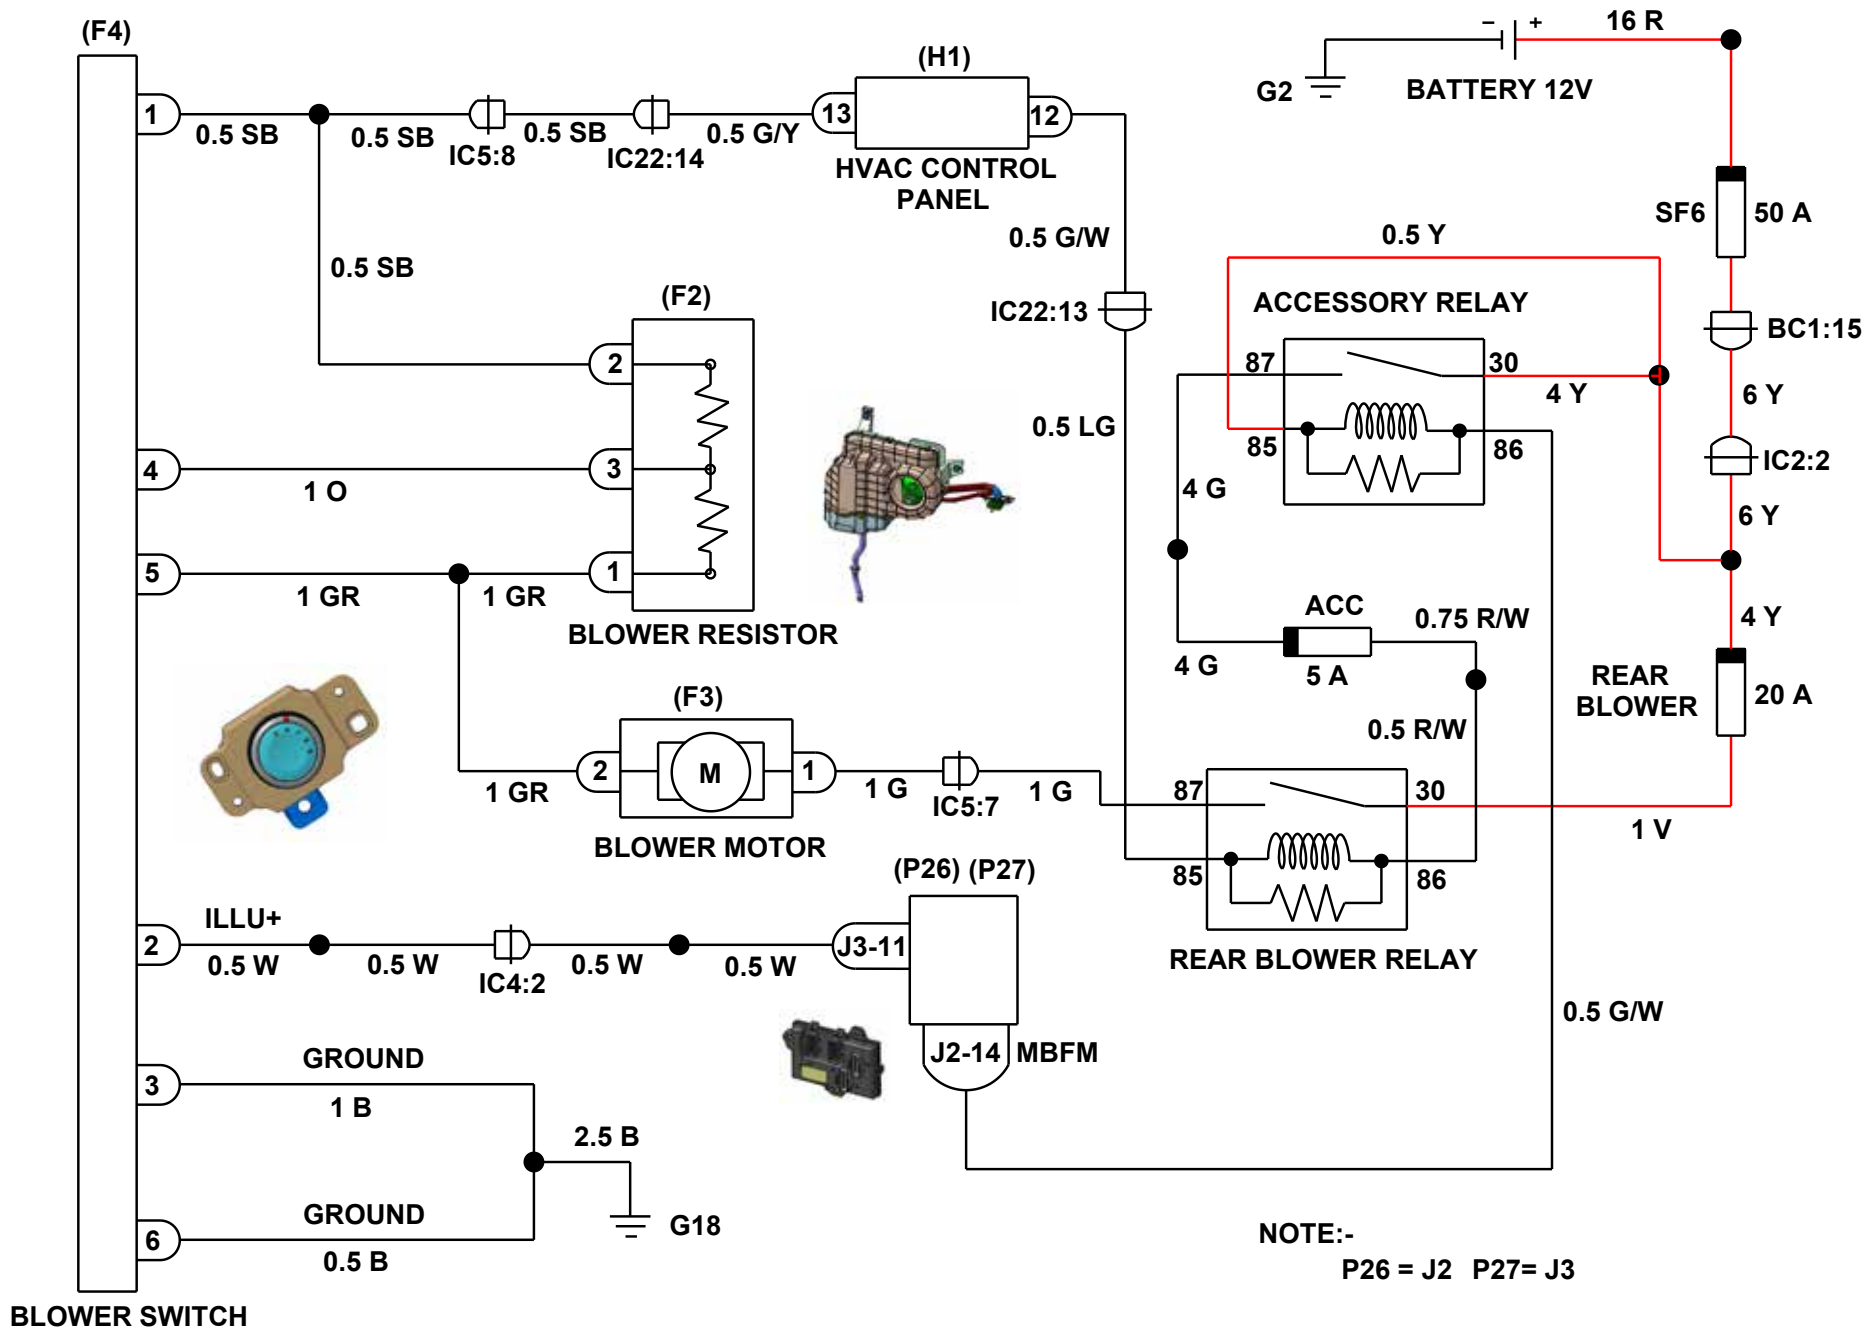 (F4)
1
0.5 SB
0.5 SB
IC5:8
0.5 SB
IC22:14
0.5 G/Y
13
(H1)
12
HVAC CONTROL
PANEL
0.5 G/W
IC22:13
0.5 LG
0.5 SB
(F2)
2
3
1
BLOWER RESISTOR
4
1 O
5
1 GR
1 GR
1 GR
(F3)
2
M
1
BLOWER MOTOR
1 G
IC5:7
1 G
ILLU+
2
0.5 W
0.5 W
IC4:2
0.5 W
0.5 W
J3-11
(P26) (P27)
J2-14
MBFM
GROUND
3
1 B
2.5 B
G18
GROUND
6
0.5 B
BLOWER SWITCH
− +
16 R
G2
BATTERY 12V
SF6
50 A
BC1:15
6 Y
IC2:2
6 Y
4 Y
REAR
BLOWER
20 A
1 V
0.5 Y
ACCESSORY RELAY
87
30
4 Y
85
86
4 G
4 G
ACC
5 A
0.75 R/W
0.5 R/W
87
30
85
86
REAR BLOWER RELAY
0.5 G/W
NOTE:-
P26 = J2 P27= J3